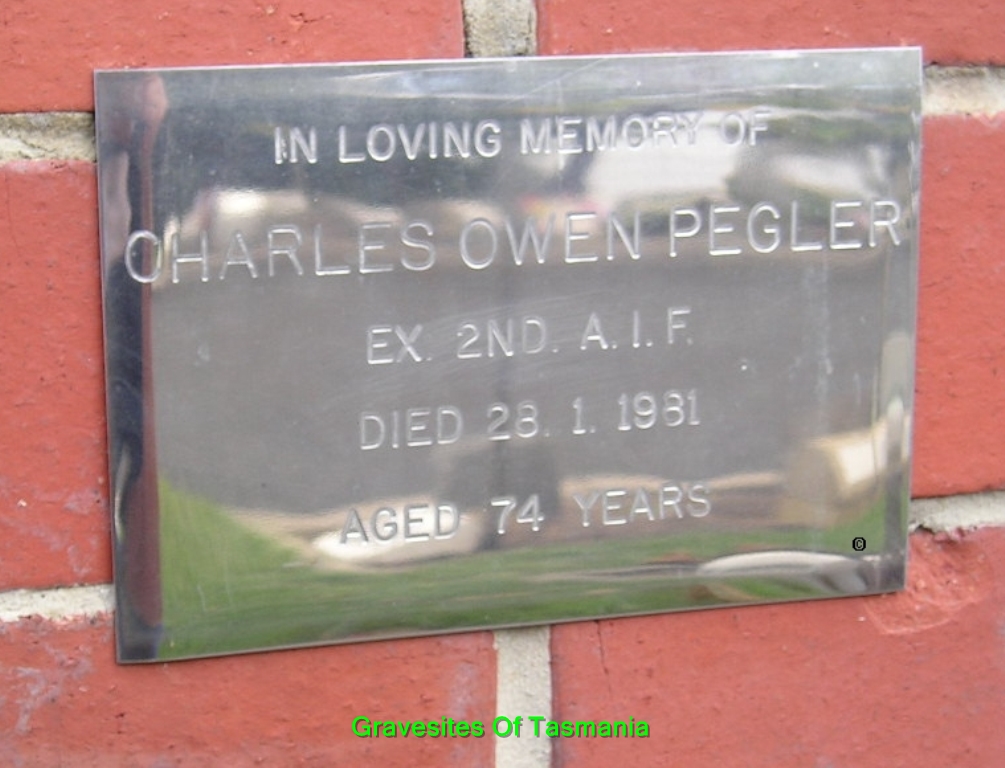 IN LOVING MEMORY OF
CHARLES OWEN PEGLER
EX. 2ND. A.I.F.
DIED 28. 1. 1981
AGED 74 YEARS
©
Gravesites Of Tasmania